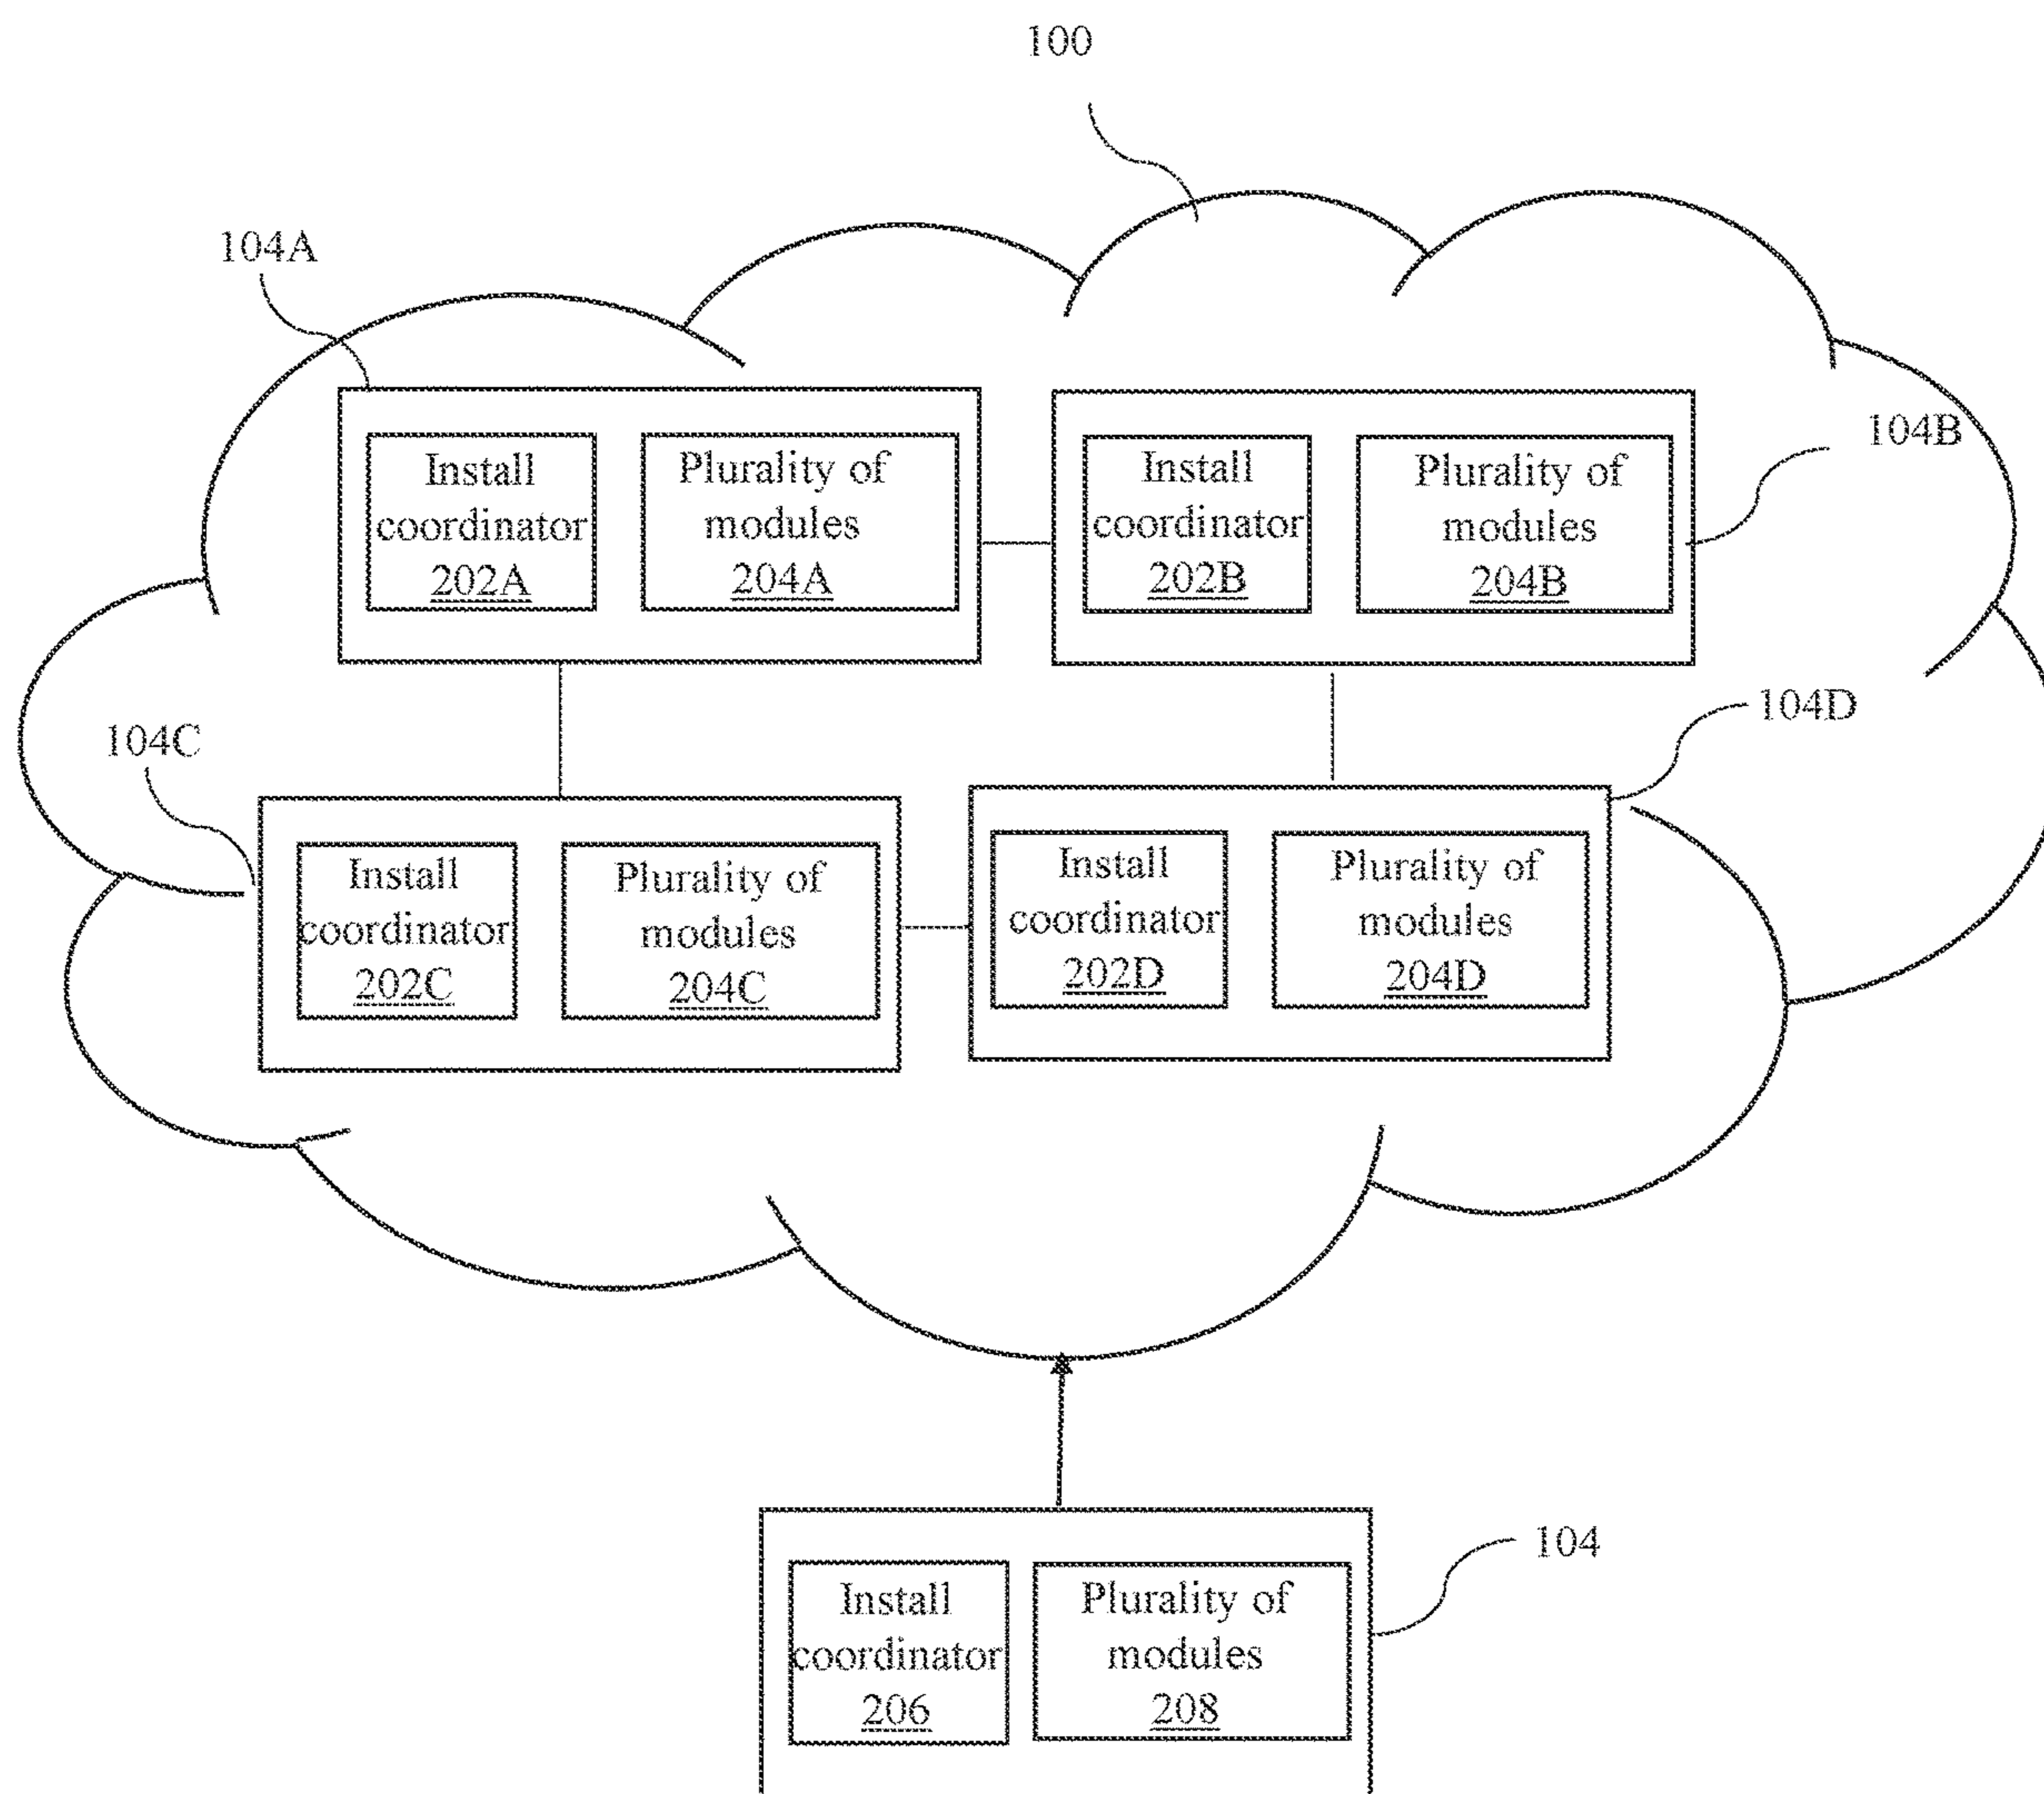 100
104A
Install
coordinator
202A
Plurality of
modules
204A
Install
coordinator
202B
Plurality of
modules
204B
104B
104C
104D
Install
coordinator
202C
Plurality of
modules
204C
Install
coordinator
202D
Plurality of
modules
204D
Install
coordinator
206
Plurality of
modules
208
104